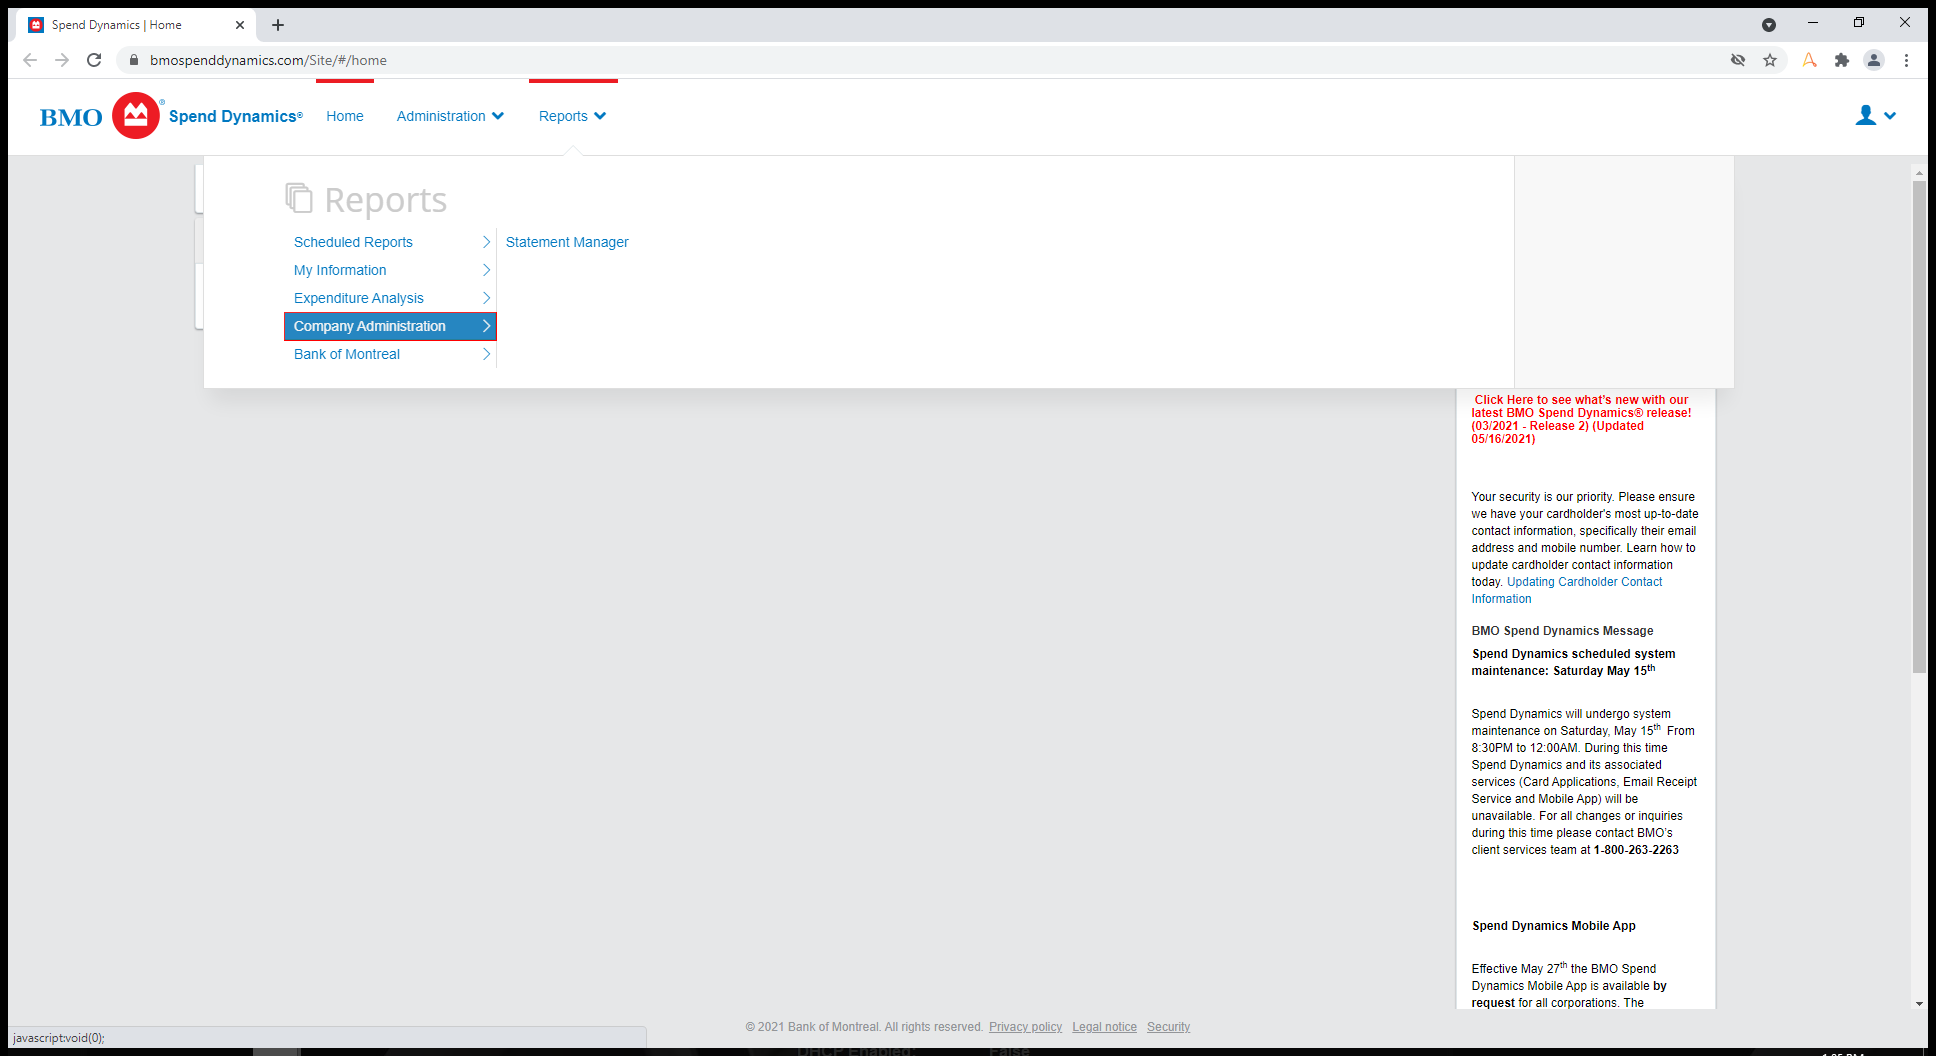 Spend Dynamics | Home
bmospenddynamics.com/Site/#/home
BMO ® Spend Dynamics® Home Administration Reports
Reports
Scheduled Reports
My Information
Expenditure Analysis
Company Administration
Bank of Montreal
Statement Manager
Click Here to see what's new with our
latest BMO Spend Dynamics® release!
(03/2021 - Release 2) (Updated
05/16/2021)
Your security is our priority. Please ensure
we have your cardholder's most up-to-date
contact information, specifically their email
address and mobile number. Learn how to
update cardholder contact information
today. Updating Cardholder Contact
Information
BMO Spend Dynamics Message
Spend Dynamics scheduled system
maintenance: Saturday May 15th
Spend Dynamics will undergo system
maintenance on Saturday, May 15th From
8:30PM to 12:00AM. During this time
Spend Dynamics and its associated
services (Card Applications, Email Receipt
Service and Mobile App) will be
unavailable. For all changes or inquiries
during this time please contact BMO's
client services team at 1-800-263-2263
Spend Dynamics Mobile App
Effective May 27th the BMO Spend
Dynamics Mobile App is available by
request for all corporations. The
© 2021 Bank of Montreal. All rights reserved. Privacy policy Legal notice Security
javascript:void(0);
DHCP Enabled: False